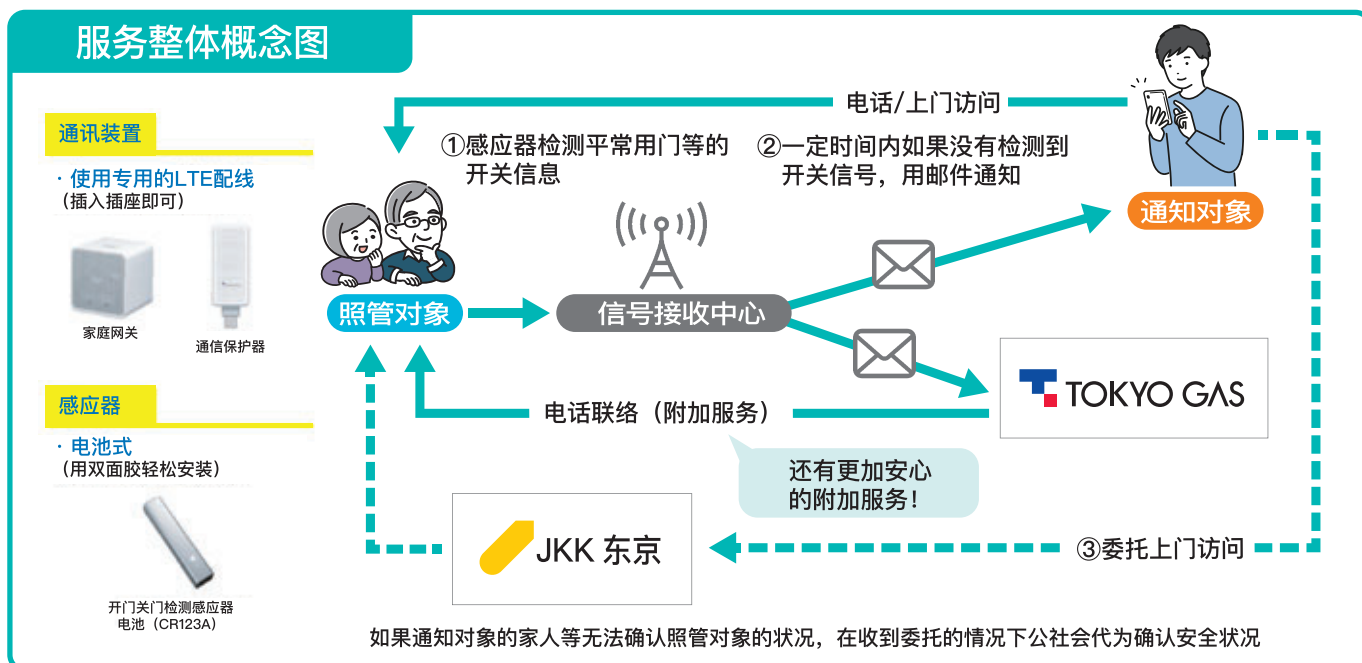 服务整体概念图
通讯装置
· 使用专用的LTE配线
（插入插座即可）
家庭网关
通信保护器
感应器
· 电池式
（用双面胶轻松安装）
开门关门检测感应器
电池（CR123A）
电话/上门访问
①感应器检测平常用门等的
开关信息
②一定时间内如果没有检测到
开关信号，用邮件通知
通知对象
照管对象
信号接收中心
TOKYO GAS
电话联络（附加服务）
还有更加安心
的附加服务！
JKK 东京
③委托上门访问
如果通知对象的家人等无法确认照管对象的状况，在收到委托的情况下公社会代为确认安全状况